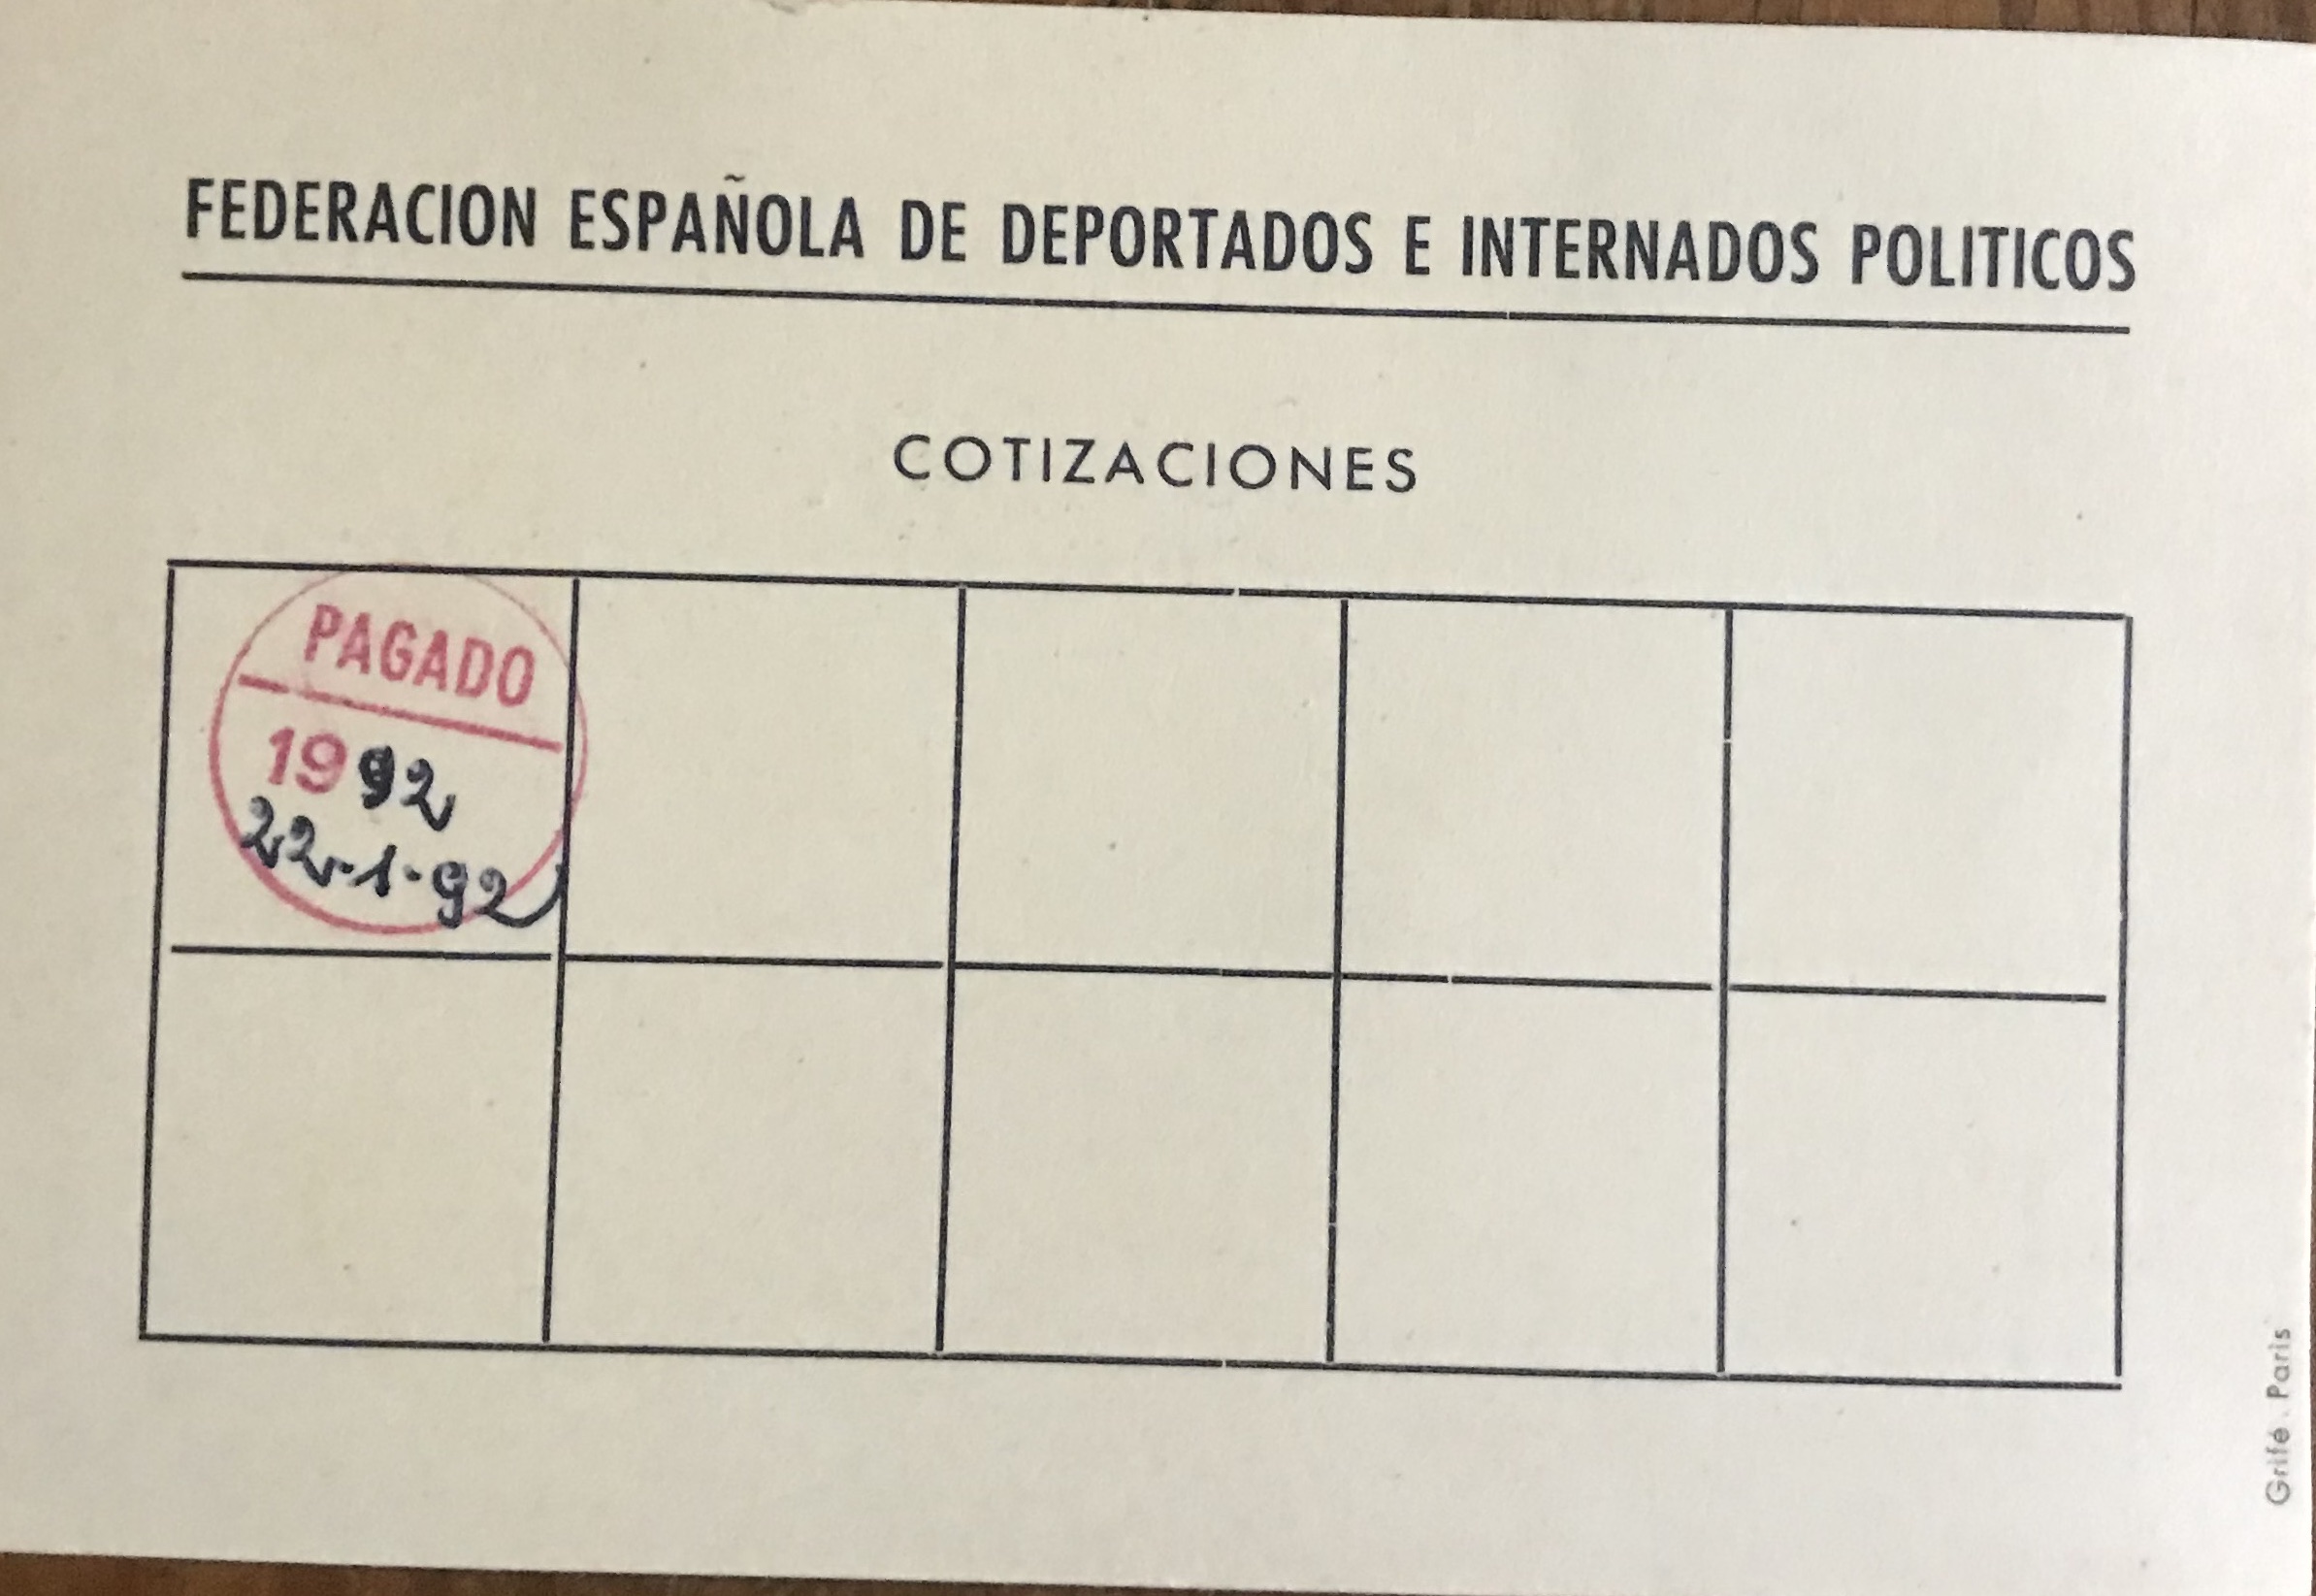 FEDERACION ESPAÑOLA DE DEPORTADOS E INTERNADOS POLITICOS
COTIZACIONES
PAGADO
1992
22-1-92
Grifé . Paris